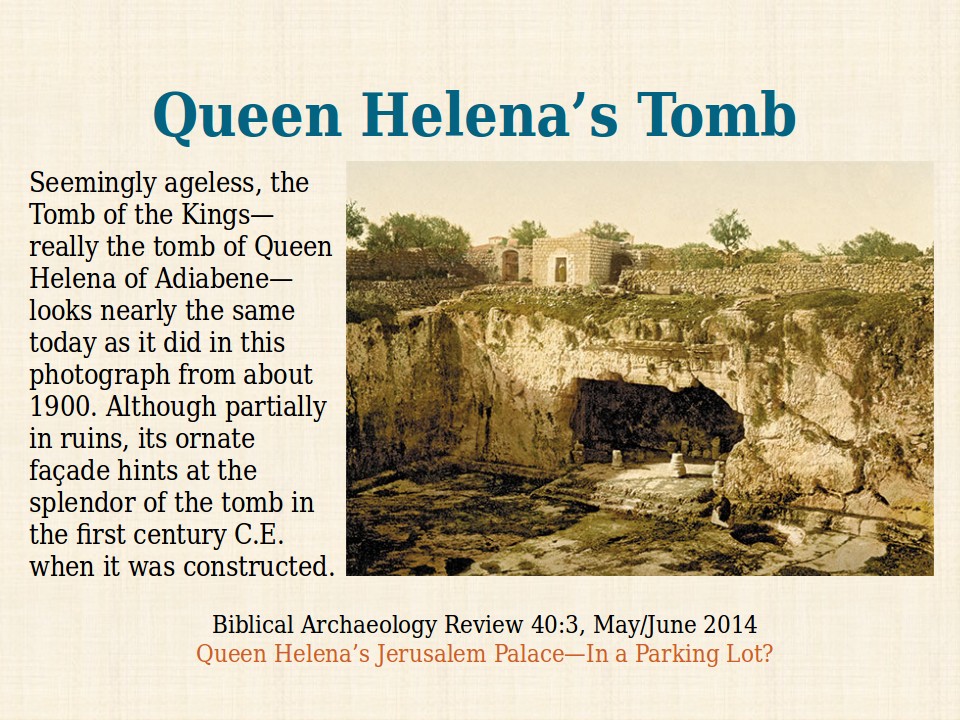 Queen Helena’s Tomb
Seemingly ageless, the
Tomb of the Kings—
really the tomb of Queen
Helena of Adiabene—
looks nearly the same
today as it did in this
photograph from about
1900. Although partially
in ruins, its ornate
façade hints at the
splendor of the tomb in
the first century C.E.
when it was constructed.
Biblical Archaeology Review 40:3, May/June 2014
Queen Helena’s Jerusalem Palace—In a Parking Lot?